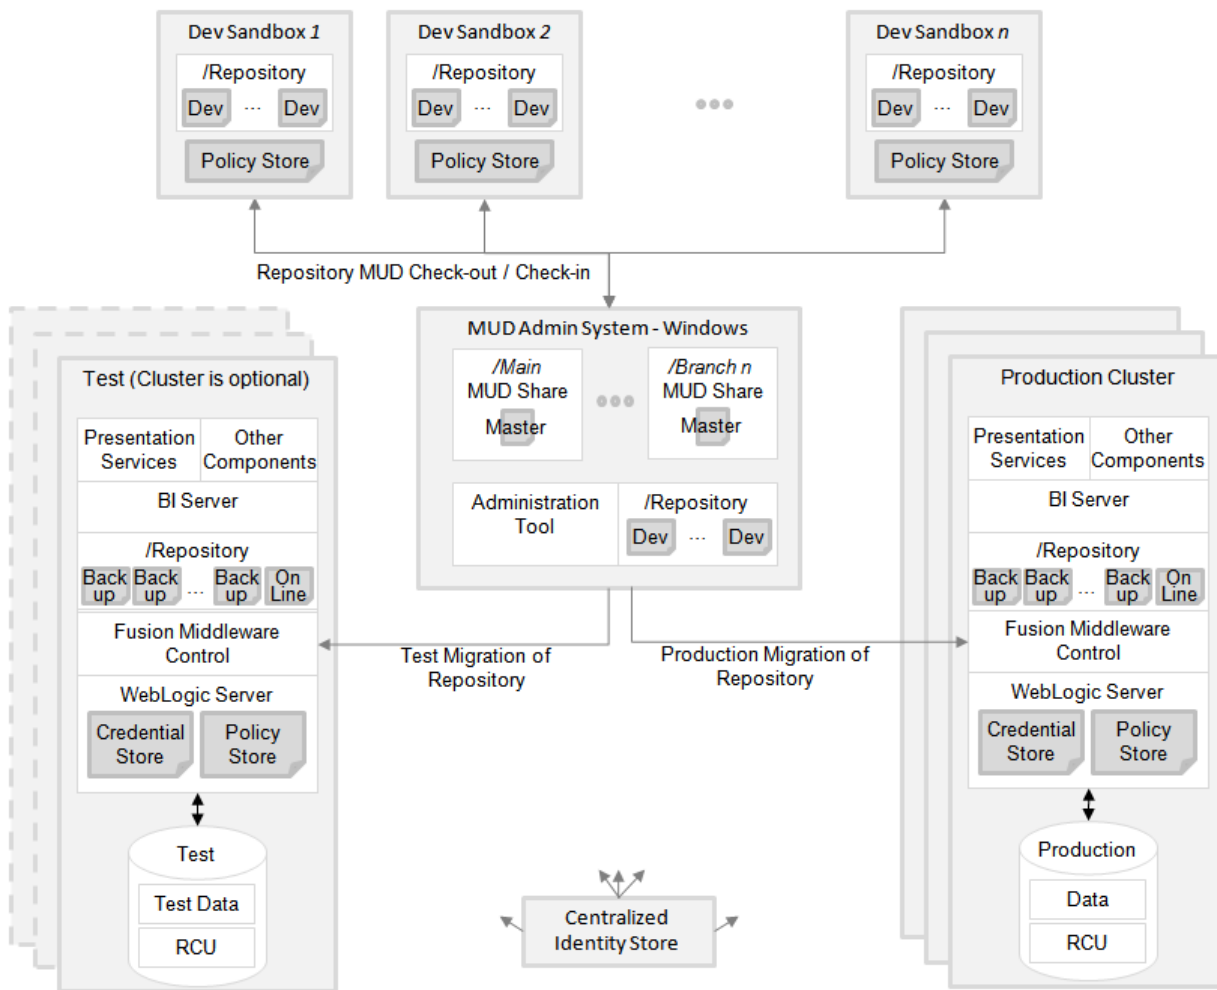 Dev Sandbox 1
/Repository
Dev ... Dev
Policy Store
Dev Sandbox 2
/Repository
Dev ... Dev
Policy Store
Dev Sandbox n
/Repository
Dev ... Dev
Policy Store
Repository MUD Check-out / Check-in
MUD Admin System - Windows
/Main
MUD Share
Master
/Branch n
MUD Share
Master
Administration
Tool
/Repository
Dev ... Dev
Test (Cluster is optional)
Presentation
Services
Other
Components
BI Server
/Repository
Back
up
Back
up
...
Back
up
On
Line
Fusion Middleware
Control
WebLogic Server
Credential
Store
Policy
Store
Test
Test Data
RCU
Test Migration of
Repository
Production Migration of
Repository
Production Cluster
Presentation
Services
Other
Components
BI Server
/Repository
Back
up
Back
up
...
Back
up
On
Line
Fusion Middleware
Control
WebLogic Server
Credential
Store
Policy
Store
Production
Data
RCU
Centralized
Identity Store